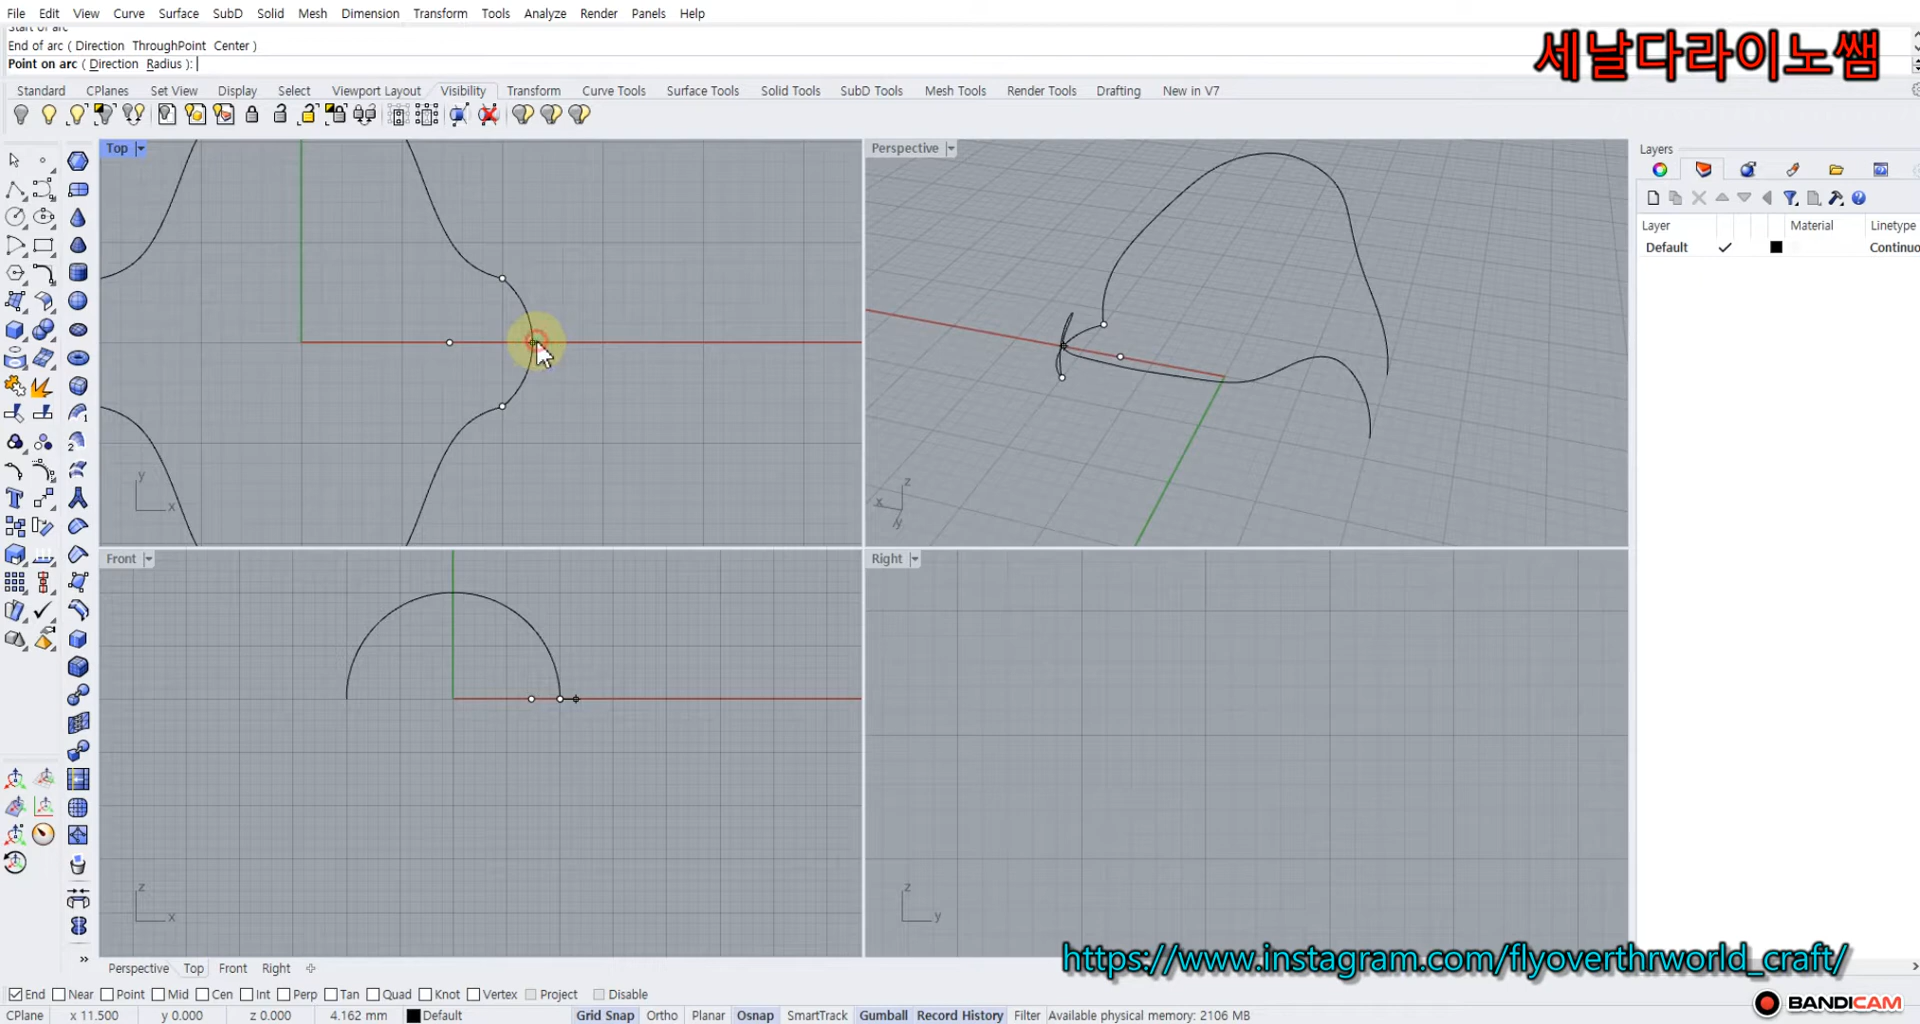 File Edit View Curve Surface SubD Solid Mesh Dimension Transform Tools Analyze Render Panels Help
End of arc ( Direction ThroughPoint Center )
Point on arc ( Direction Radius ):
세날다라이노쌤
Standard CPlanes Set View Display Select Viewport Layout Visibility Transform Curve Tools Surface Tools Solid Tools SubD Tools Mesh Tools Render Tools Drafting New in V7
Top
Perspective
Layers
Layer Material Linetype
Default Continuo
y
x
z
x
y
Front
Right
z
x
z
y
https://www.instagram.com/flyoverthrworld_craft/
Perspective Top Front Right
End Near Point Mid Cen Int Perp Tan Quad Knot Vertex Project Disable
CPlane x 11.500 y 0.000 z 0.000 4.162 mm Default Grid Snap Ortho Planar Osnap SmartTrack Gumball Record History Filter Available physical memory: 2106 MB
BANDICAM